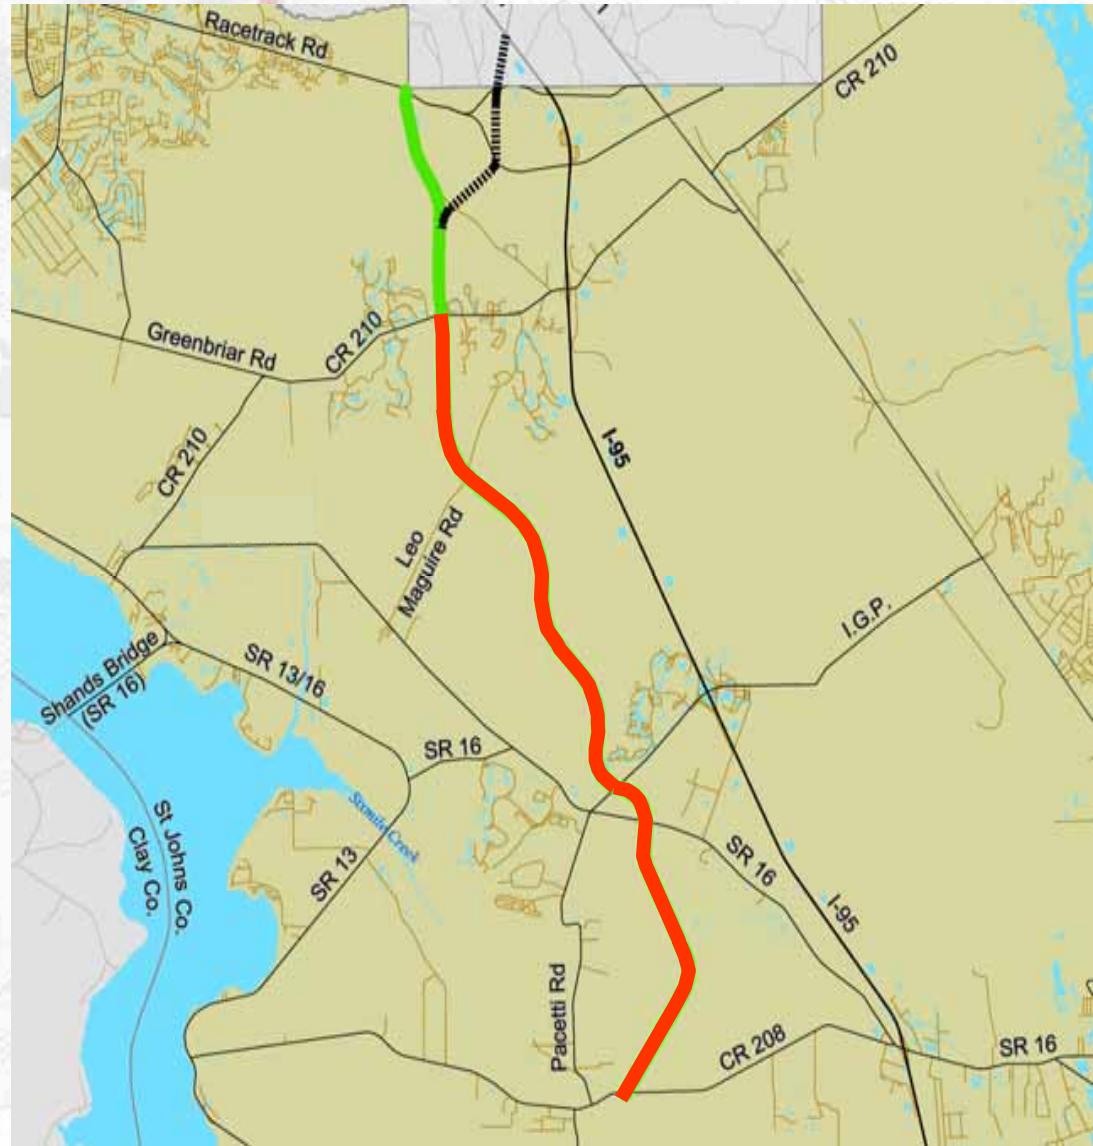 Racetrack Rd
CR 210
Greenbriar Rd
CR 210
CR 210
I-95
Leo
Maguire Rd
I.G.P.
Shands Bridge
(SR 16)
SR 13/16
SR 16
St Johns Co.
Clay Co.
Sixmile Creek
SR 13
SR 16
I-95
Pacetti Rd
CR 208
SR 16